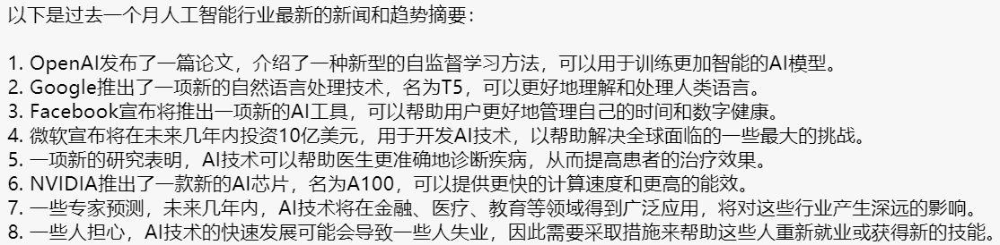 以下是过去一个月人工智能行业最新的新闻和趋势摘要：
1. OpenAI发布了一篇论文，介绍了一种新型的自监督学习方法，可以用于训练更加智能的AI模型。
2. Google推出了一项新的自然语言处理技术，名为T5，可以更好地理解和处理人类语言。
3. Facebook宣布将推出一项新的AI工具，可以帮助用户更好地管理自己的时间和数字健康。
4. 微软宣布将在未来几年内投资10亿美元，用于开发AI技术，以帮助解决全球面临的一些最大的挑战。
5. 一项新的研究表明，AI技术可以帮助医生更准确地诊断疾病，从而提高患者的治疗效果。
6. NVIDIA推出了一款新的AI芯片，名为A100，可以提供更快的计算速度和更高的能效。
7. 一些专家预测，未来几年内，AI技术将在金融、医疗、教育等领域得到广泛应用，将对这些行业产生深远的影响。
8. 一些人担心，AI技术的快速发展可能会导致一些人失业，因此需要采取措施来帮助这些人重新就业或获得新的技能。